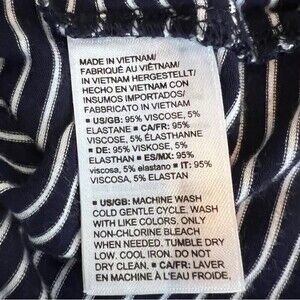 MADE IN VIETNAM/
FABRIQUÉ AU VIÊTNAM/
IN VIETNAM HERGESTELLT/
HECHO EN VIETNAM CON
INSUMOS IMPORTADOS/
FABBRICATO IN VIETNAM
■ US/GB: 95% VISCOSE, 5%
ELASTANE ■ CA/FR: 95%
VISCOSE, 5% ÉLASTHANNE
■ DE: 95% VISKOSE, 5%
ELASTHAN ■ ES/MX: 95%
viscosa, 5% elastano ■ IT: 95%
VISCOSA, 5% ELASTAN
■ US/GB: MACHINE WASH
COLD GENTLE CYCLE. WASH
WITH LIKE COLORS. ONLY
NON-CHLORINE BLEACH
WHEN NEEDED. TUMBLE DRY
LOW. COOL IRON. DO NOT
DRY CLEAN. ■ CA/FR: LAVER
EN MACHINE À L'EAU FROIDE,